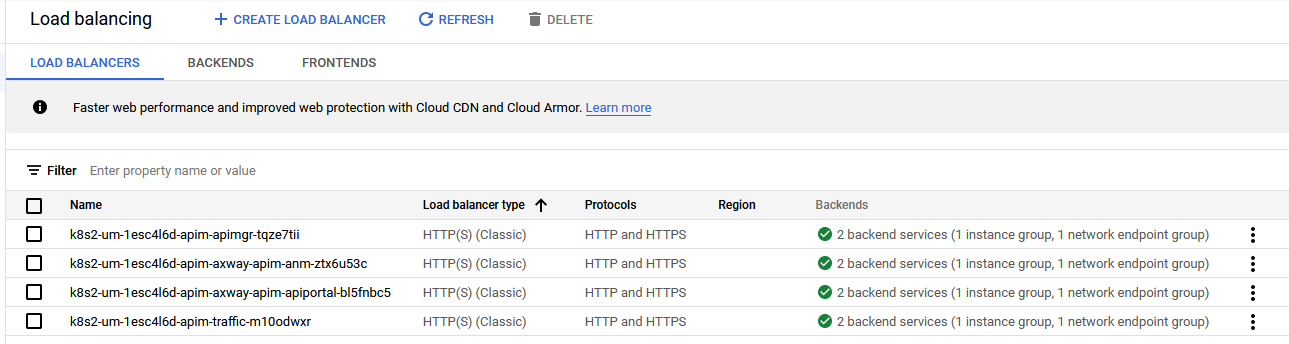 Load balancing CREATE LOAD BALANCER REFRESH DELETE
LOAD BALANCERS BACKENDS FRONTENDS
Faster web performance and improved web protection with Cloud CDN and Cloud Armor. Learn more
Filter Enter property name or value
Name Load balancer type Protocols Region Backends
k8s2-um-1esc4l6d-apim-apimgr-tqze7tii HTTP(S) (Classic) HTTP and HTTPS 2 backend services (1 instance group, 1 network endpoint group)
k8s2-um-1esc4l6d-apim-axway-apim-anm-ztx6u53c HTTP(S) (Classic) HTTP and HTTPS 2 backend services (1 instance group, 1 network endpoint group)
k8s2-um-1esc4l6d-apim-axway-apim-apiportal-bl5fnbc5 HTTP(S) (Classic) HTTP and HTTPS 2 backend services (1 instance group, 1 network endpoint group)
k8s2-um-1esc4l6d-apim-traffic-m10odwxr HTTP(S) (Classic) HTTP and HTTPS 2 backend services (1 instance group, 1 network endpoint group)